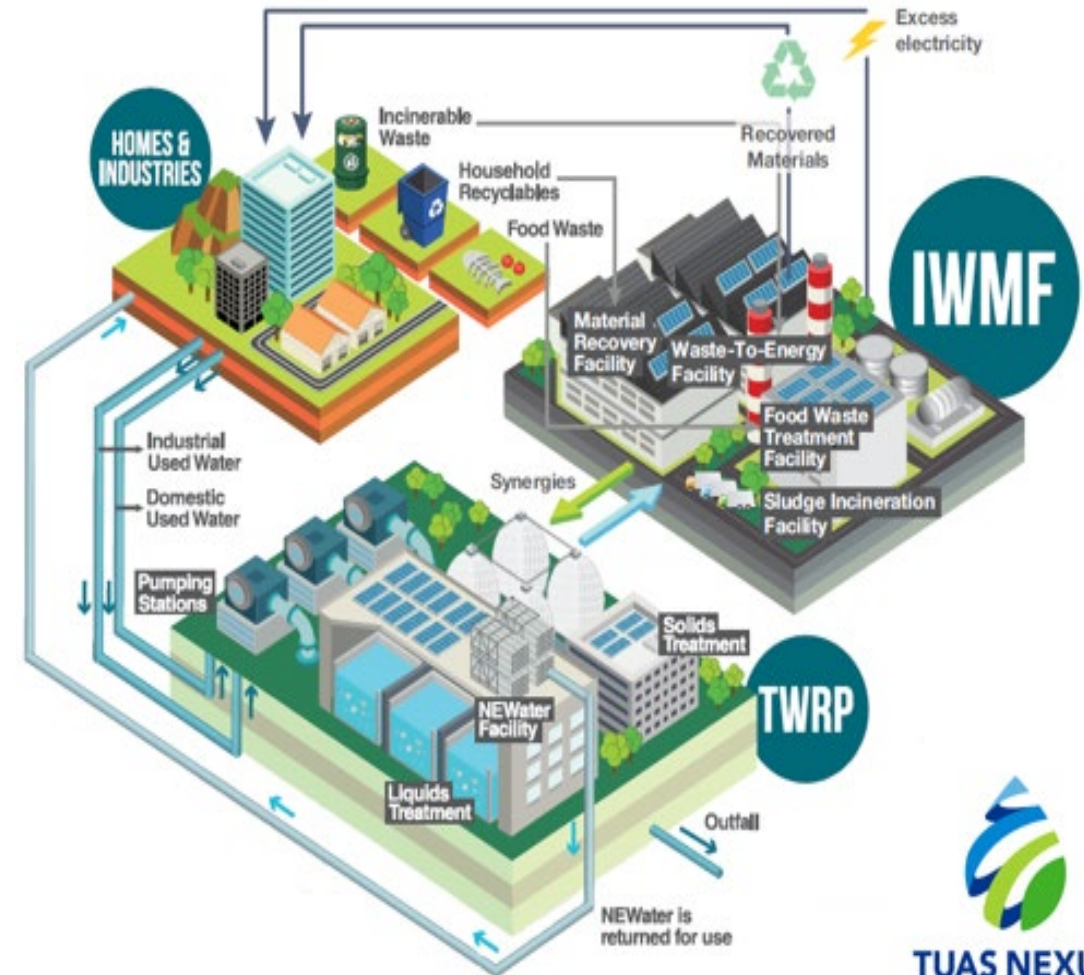 Excess
electricity
HOMES &
INDUSTRIES
Incinerable
Waste
Recovered
Materials
Household
Recyclables
Food Waste
IWMF
Material
Recovery
Facility
Waste-To-Energy
Facility
Food Waste
Treatment
Facility
Sludge Incineration
Facility
Industrial
Used Water
Domestic
Used Water
Synergies
Pumping
Stations
Solids
Treatment
NEWater
Facility
TWRP
Liquids
Treatment
Outfall
NEWater is
returned for use
TUAS NEXU